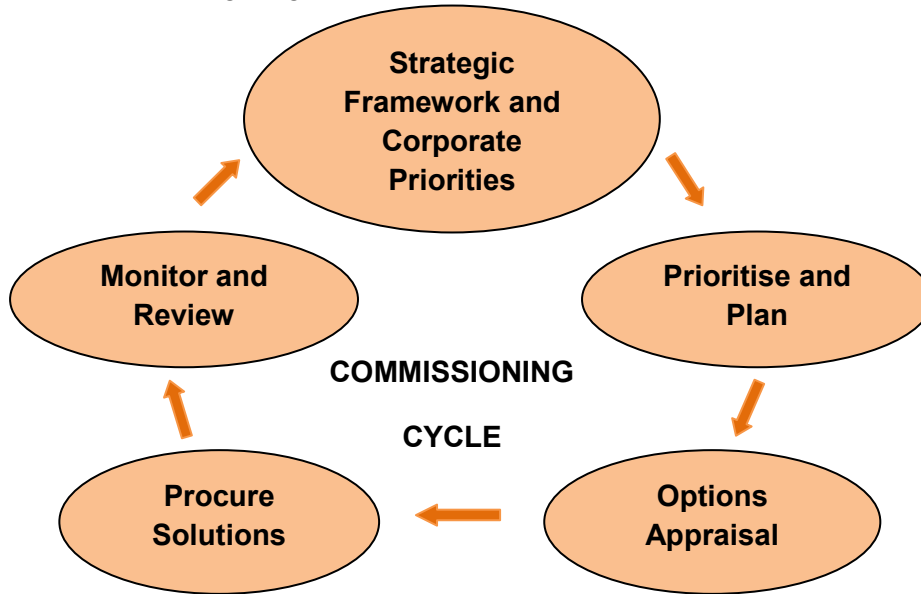 Strategic
Framework and
Corporate
Priorities
Prioritise and
Plan
Options
Appraisal
Procure
Solutions
Monitor and
Review
COMMISSIONING
CYCLE